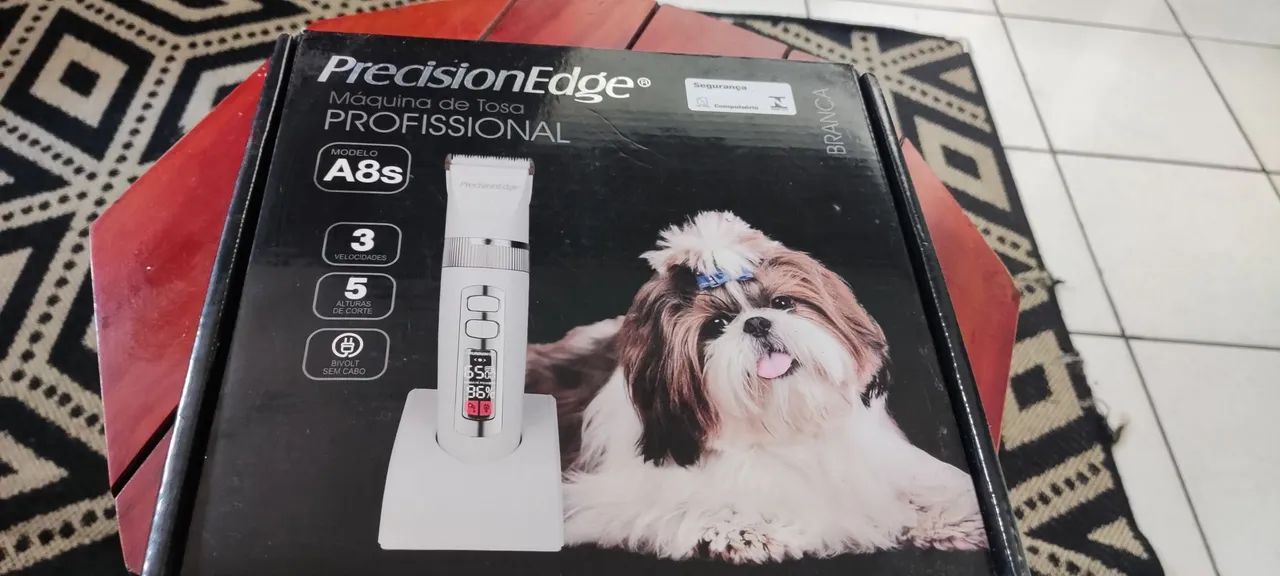 PrecisionEdge®
Máquina de Tosa
PROFISSIONAL
Segurança
Compulsório
BRANCA
MODELO
A8s
3
VELOCIDADES
5
ALTURAS
DE CORTE
BIVOLT
SEM CABO
PrecisionEdge
86%